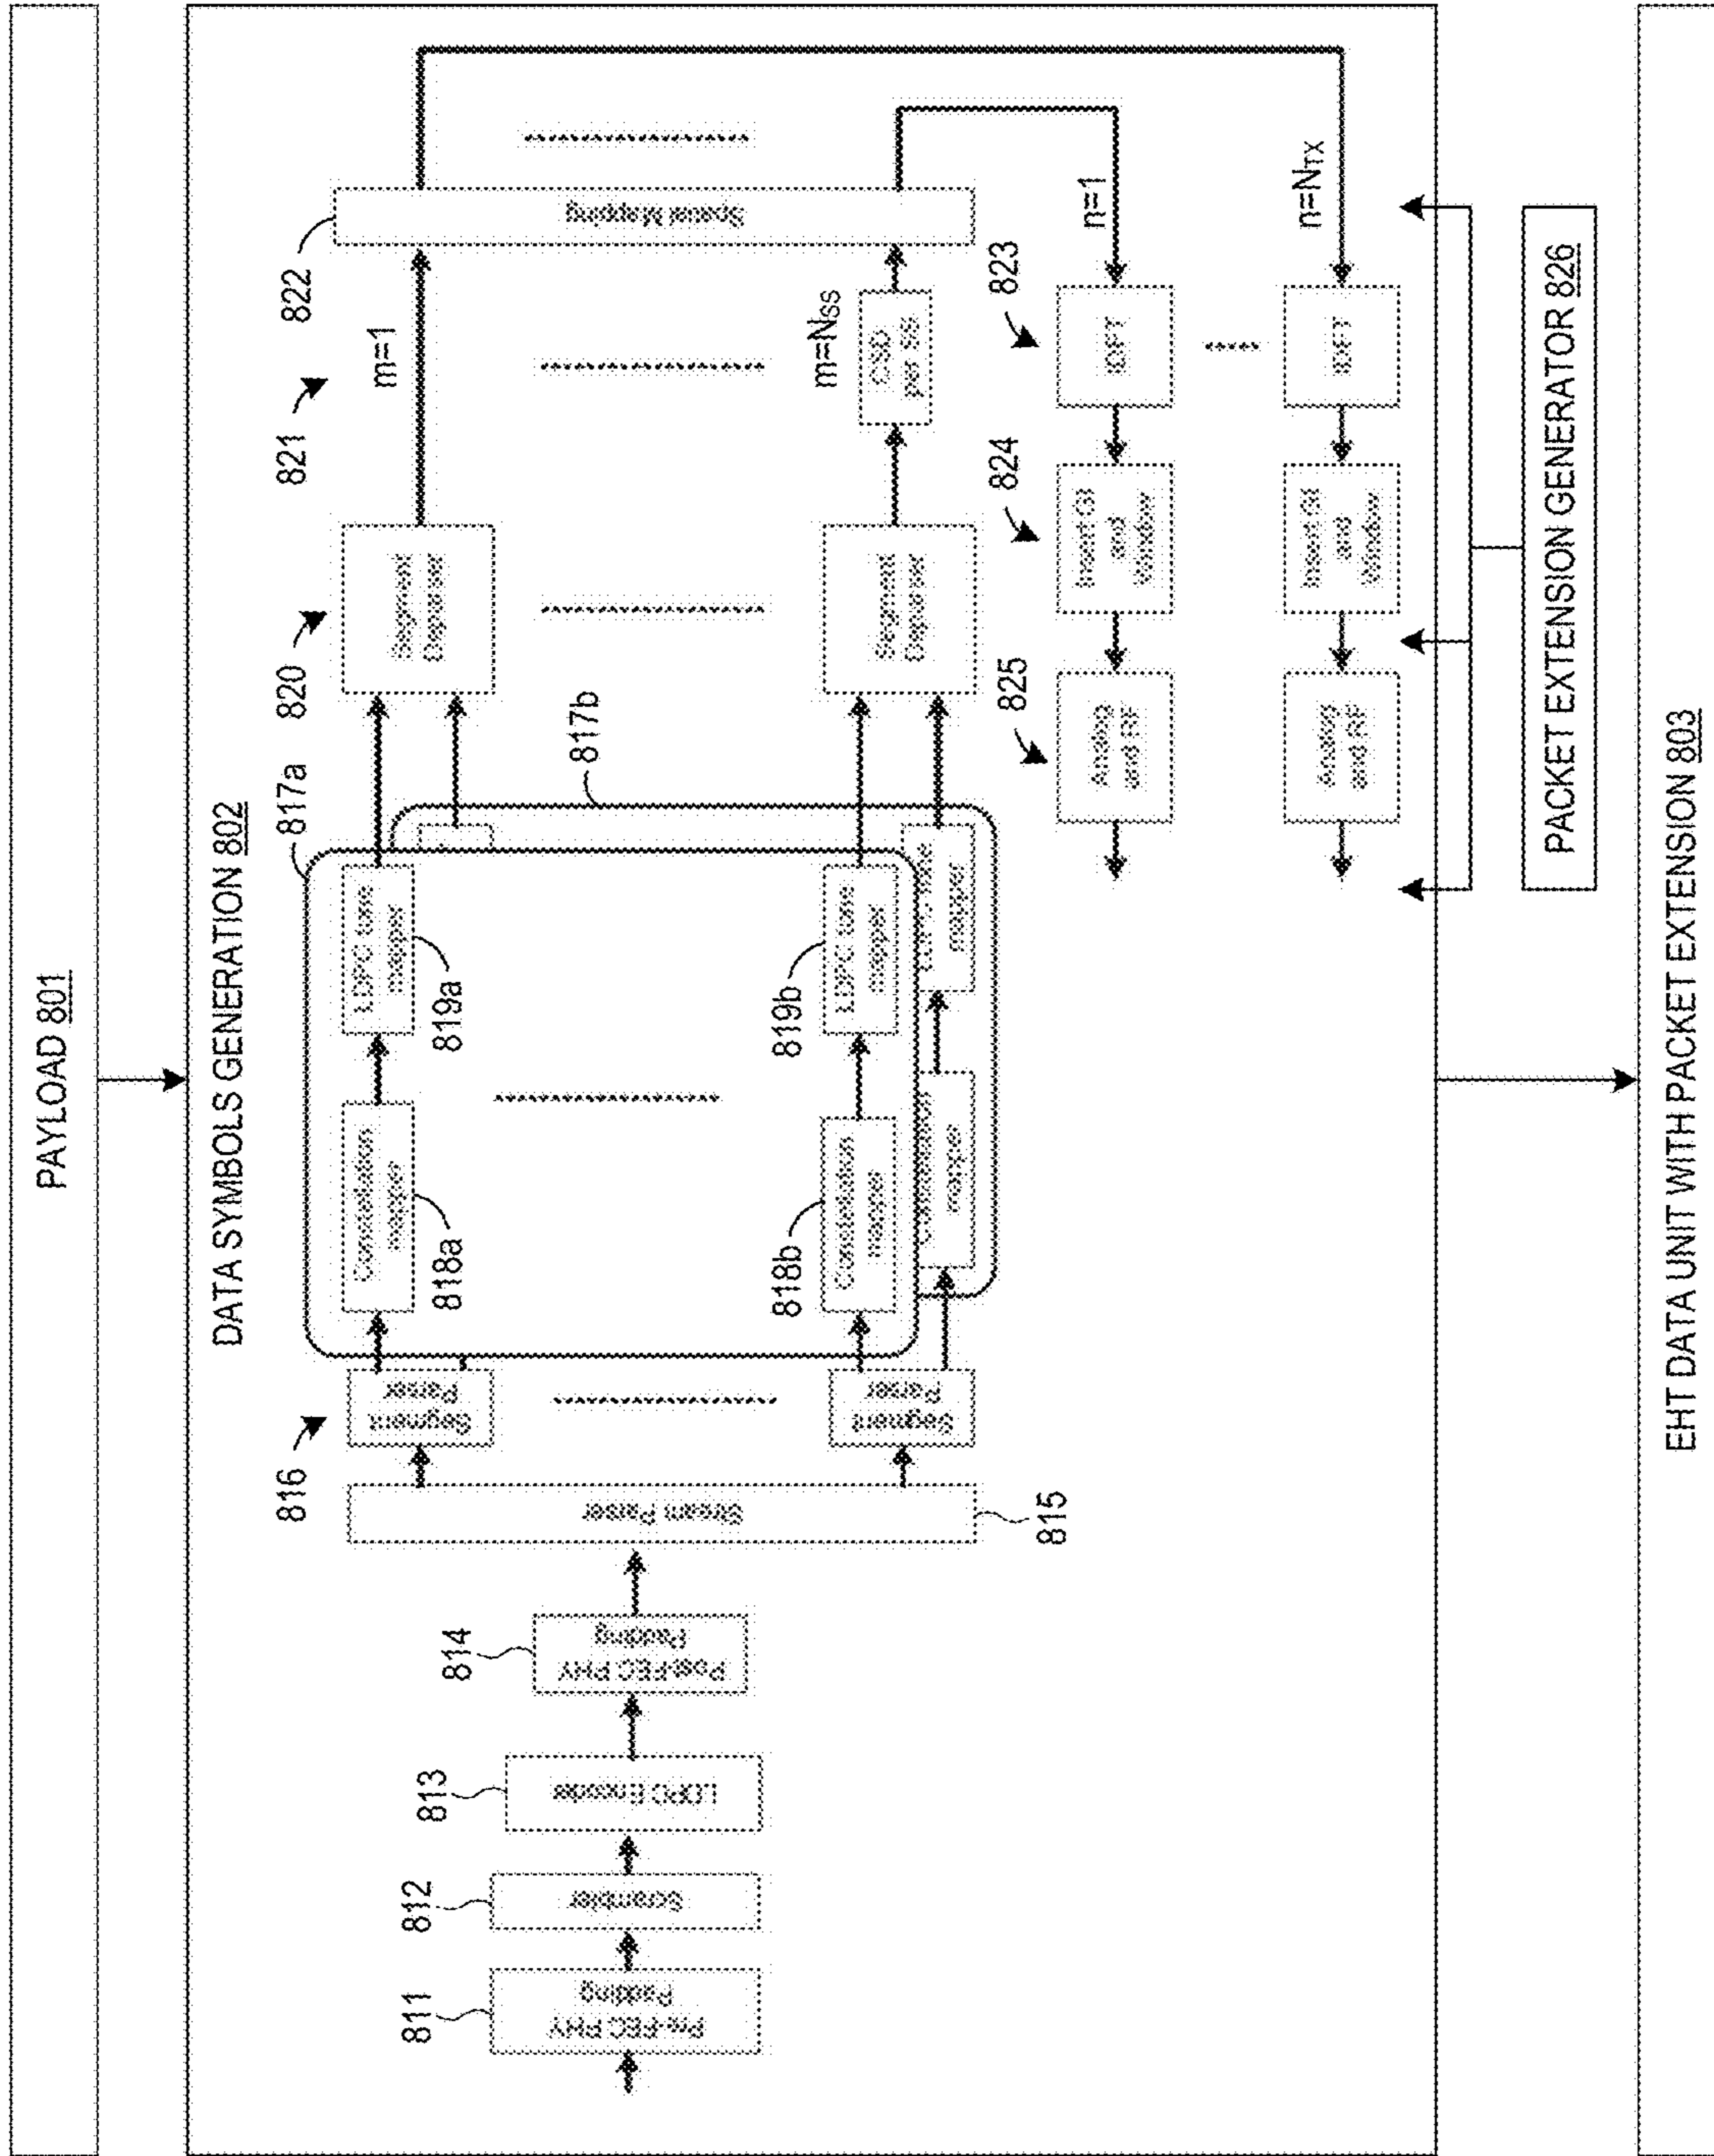 PAYLOAD 801
DATA SYMBOLS GENERATION 802
811
Pre-FEC PHY
Padding
812
Scrambler
813
LDPC Encode
814
Post-FEC PHY
Padding
815
Stream Parser
816
Segment
Parser
Segment
Parser
817a
817b
Constellation
mapper
818a
LDPC tone
mapper
819a
Constellation
mapper
818b
LDPC tone
mapper
819b
mapper
mapper
820
Segment
Deparser
Segment
Deparser
821
m=1
m=NSS
CSD
per SS
822
Spatial Mapping
n=1
823
IDFT
824
Insert GI
and
Window
825
Analog
and RF
n=NTX
IDFT
Insert GI
and
Window
Analog
and RF
PACKET EXTENSION GENERATOR 826
EHT DATA UNIT WITH PACKET EXTENSION 803